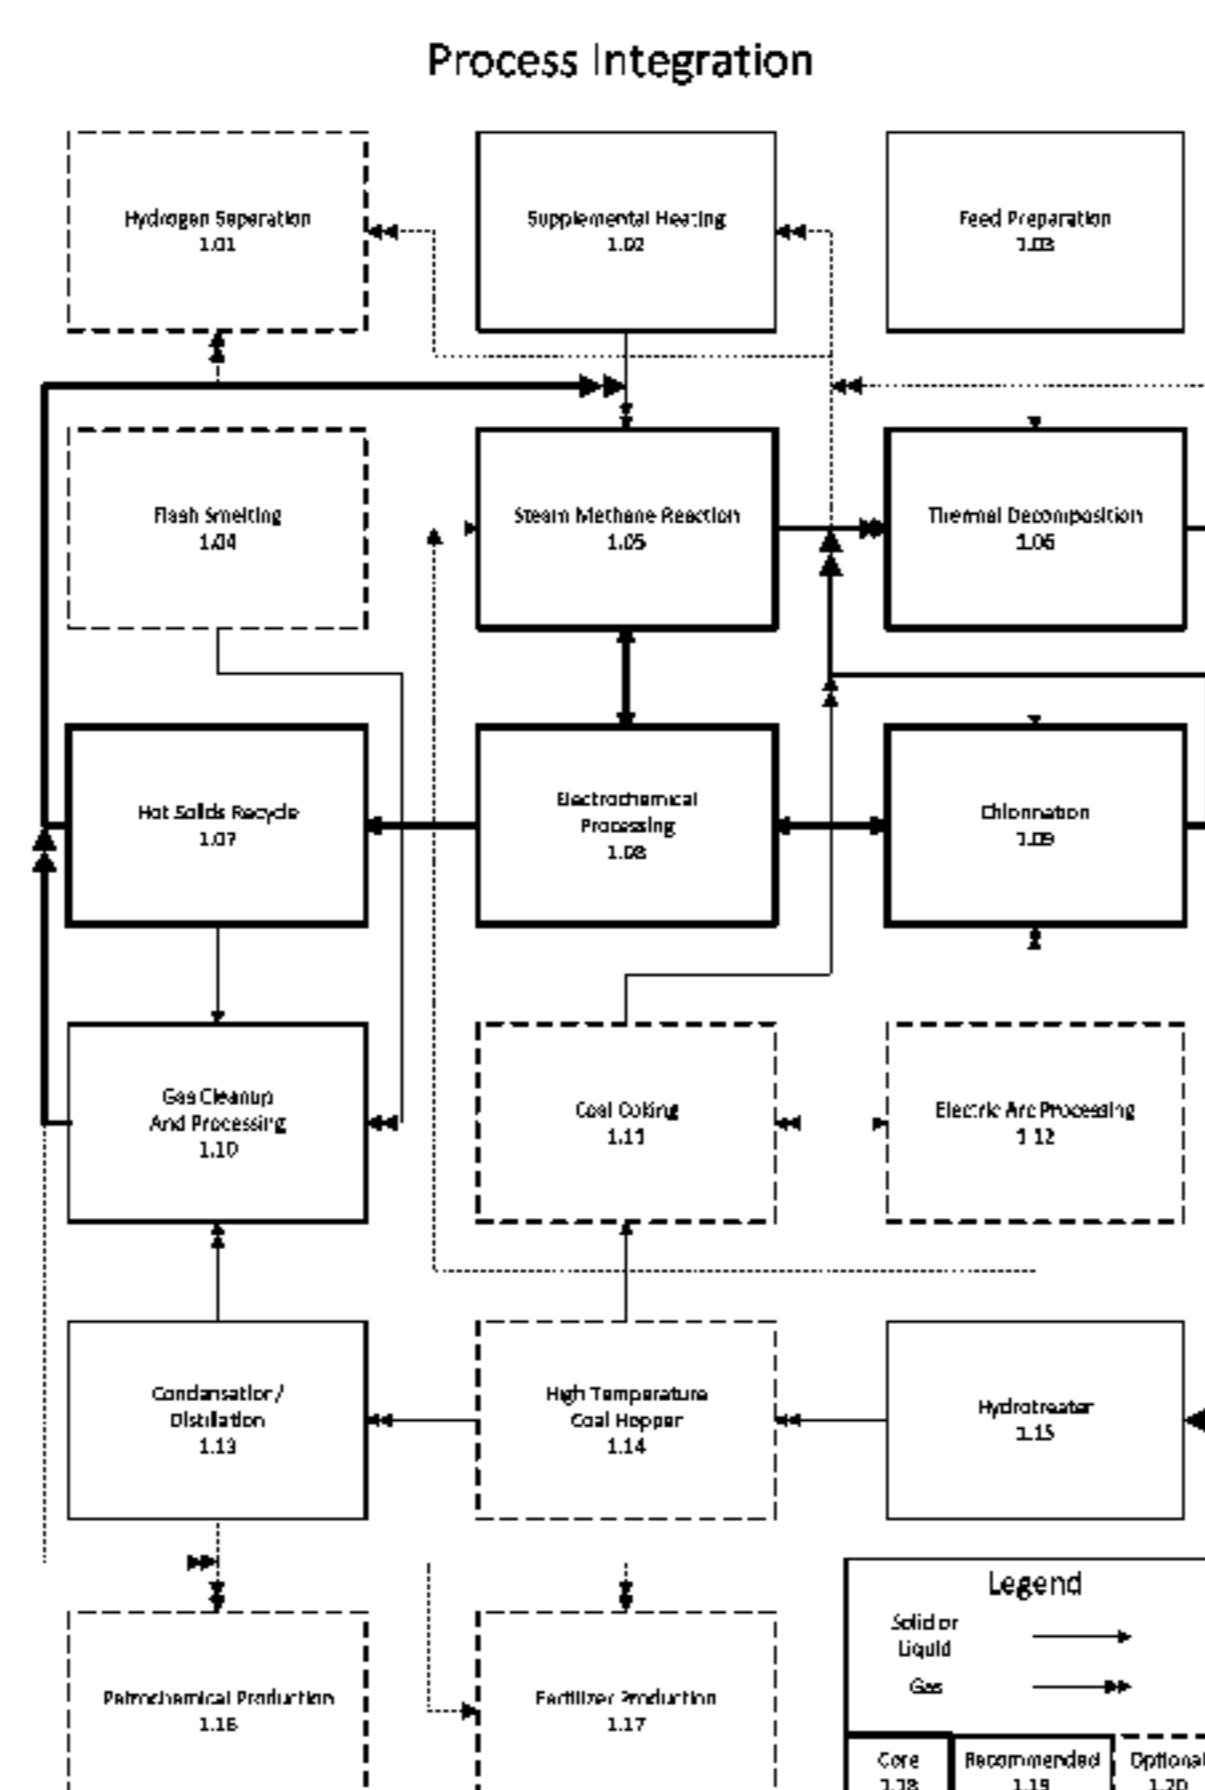 Process Integration
Hydrogen Separation
1.01
Supplemental Heating
1.02
Feed Preparation
1.03
Flash Smelting
1.04
Steam Methane Reaction
1.05
Thermal Decomposition
1.06
Hot Solids Recycle
1.07
Electrochemical
Processing
1.08
Chlorination
1.09
Gas Cleanup
And Processing
1.10
Coal Coking
1.11
Electric Arc Processing
1.12
Condensation/
Distillation
1.13
High Temperature
Coal Hopper
1.14
Hydrotreater
1.15
Petrochemical Production
1.16
Fertilizer Production
1.17
Legend
Solid or
Liquid
Gas
Core
1.18
Recommended
1.19
Optional
1.20